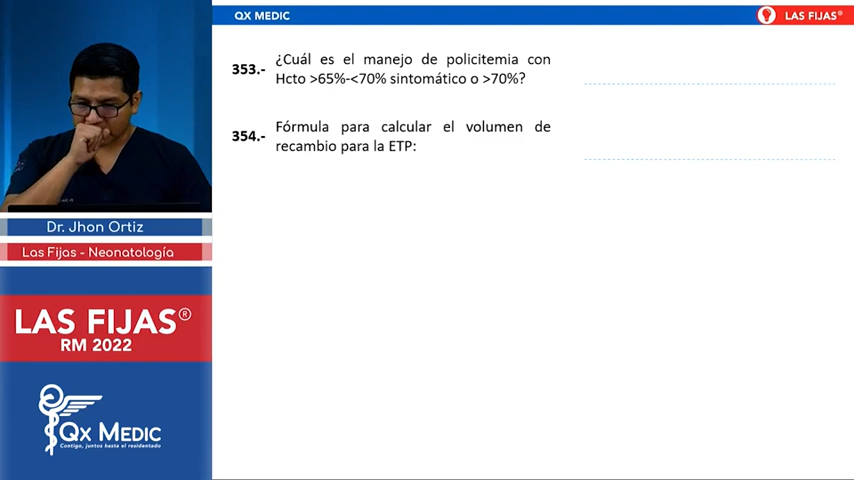 QX MEDIC
LAS FIJAS®
353.- ¿Cuál es el manejo de policitemia con
Hcto >65%-<70% sintomático o >70%?
354.- Fórmula para calcular el volumen de
recambio para la ETP:
Dr. Jhon Ortiz
Las Fijas - Neonatología
LAS FIJAS®
RM 2022
QX MEDIC
Contigo, juntos hasta el residentado